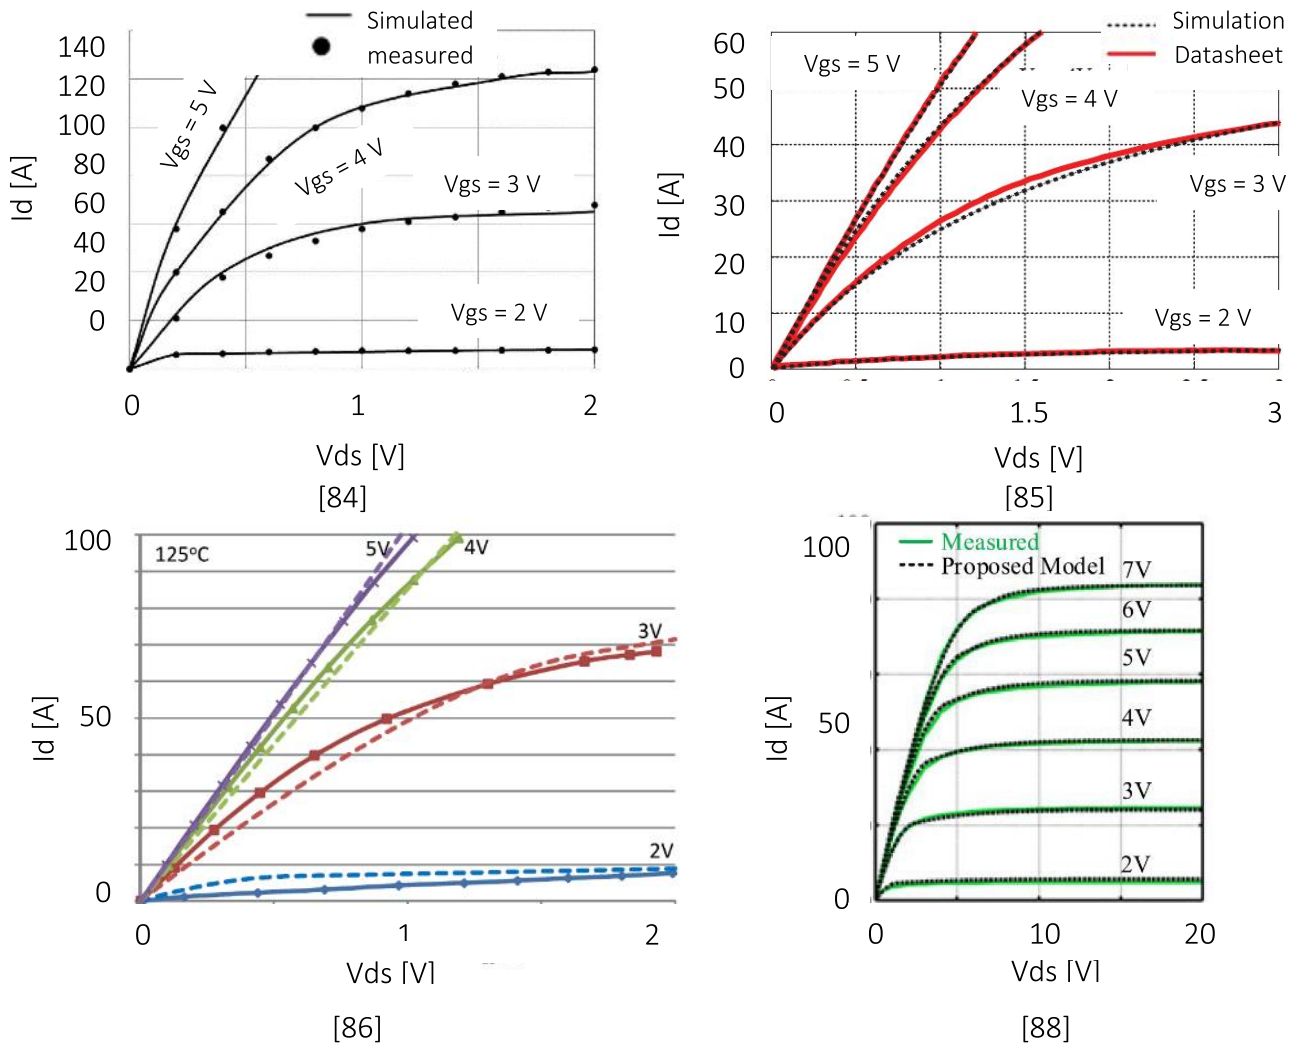 Simulated
measured
140
120
100
80
60
40
20
0
Id [A]
Vgs = 5 V
Vgs = 4 V
Vgs = 3 V
Vgs = 2 V
0 1 2
Vds [V]
[84]
Simulation
Datasheet
60
50
40
30
20
10
0
Id [A]
Vgs = 5 V
Vgs = 4 V
Vgs = 3 V
Vgs = 2 V
0 1.5 3
Vds [V]
[85]
100
50
0
Id [A]
125°C
5V
4V
3V
2V
0 1 2
Vds [V]
[86]
100
50
0
Id [A]
Measured
Proposed Model
7V
6V
5V
4V
3V
2V
0 10 20
Vds [V]
[88]